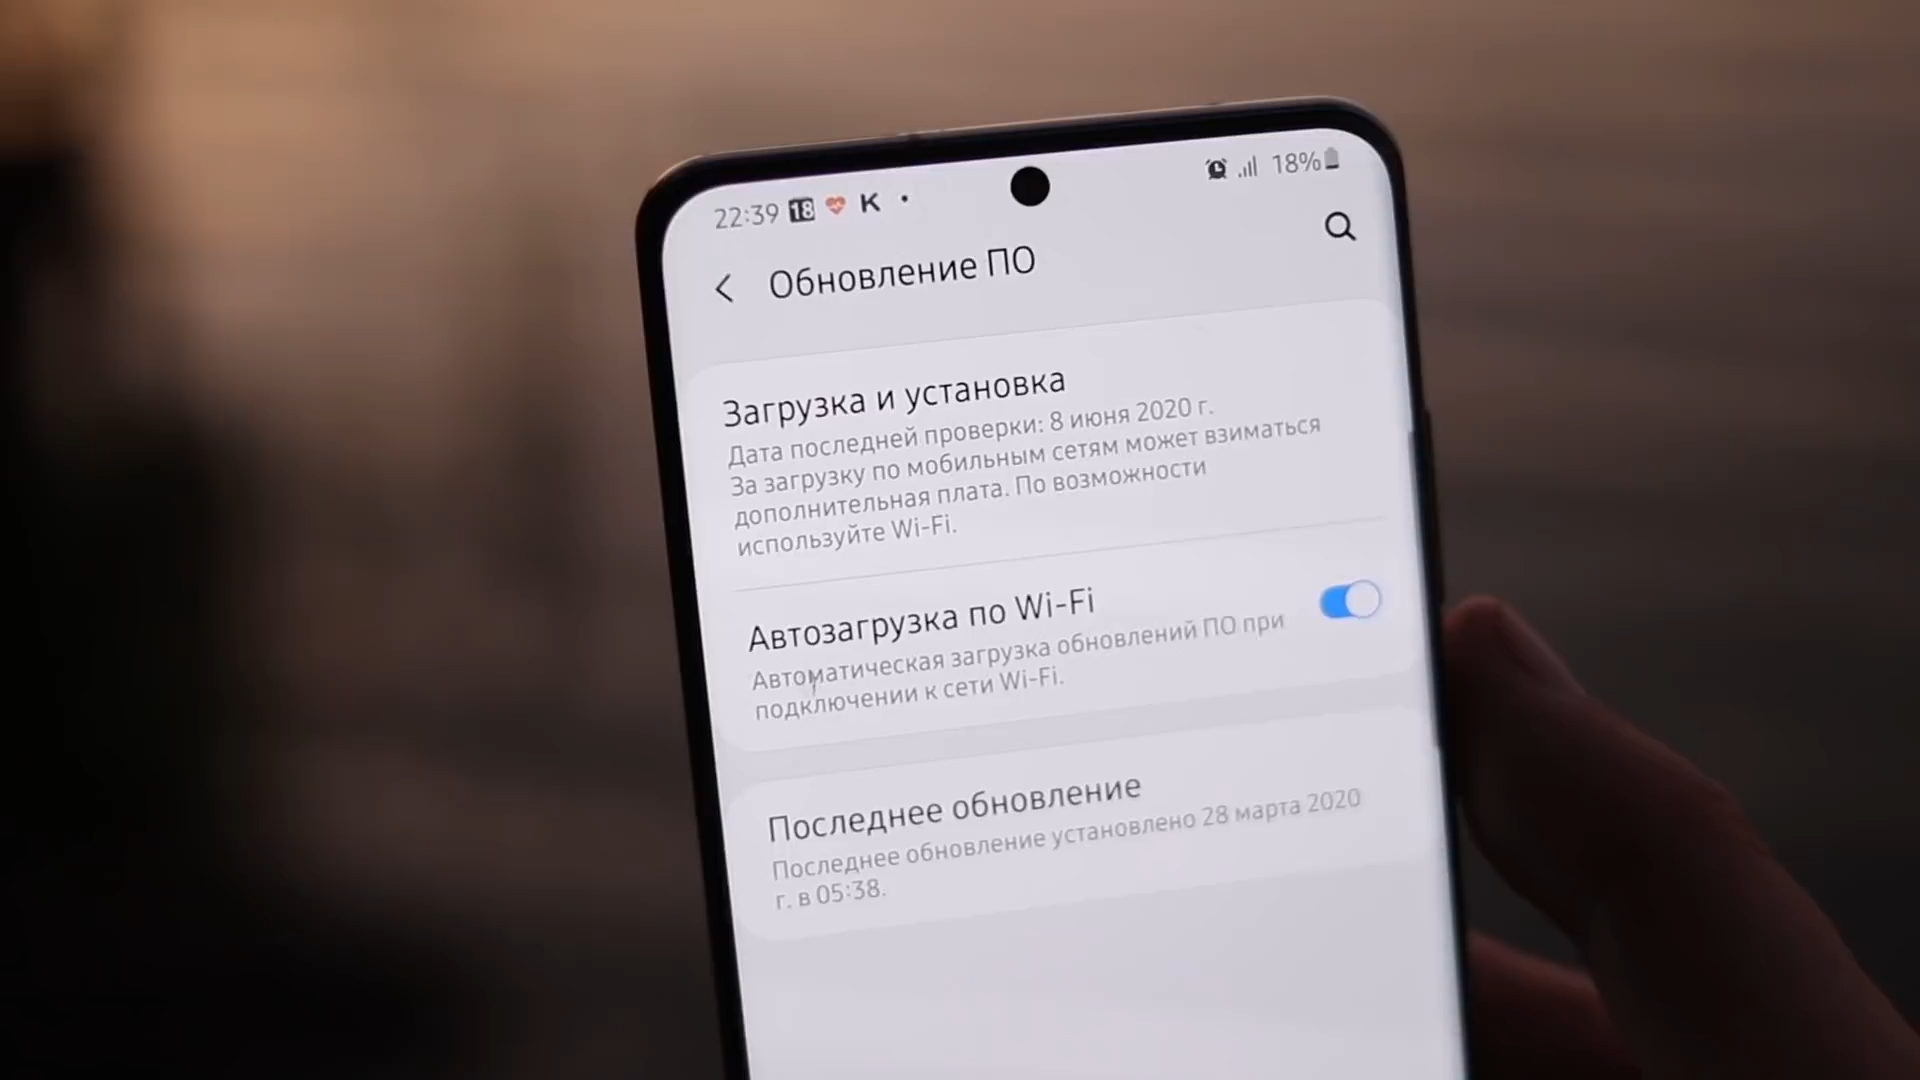 22:39 18 K
18%
Обновление ПО
Загрузка и установка
Дата последней проверки: 8 июня 2020 г.
За загрузку по мобильным сетям может взиматься
дополнительная плата. По возможности
используйте Wi-Fi.
Автозагрузка по Wi-Fi
Автоматическая загрузка обновлений ПО при
подключении к сети Wi-Fi.
Последнее обновление
Последнее обновление установлено 28 марта 2020
г. в 05:38.